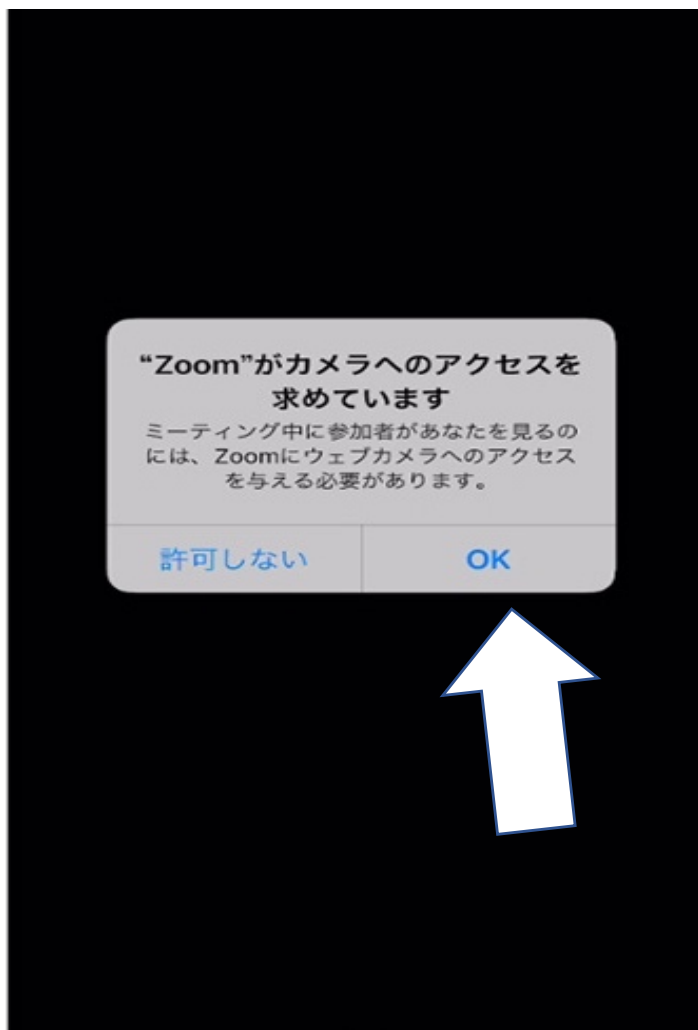 “Zoom”がカメラへのアクセスを
求めています
ミーティング中に参加者があなたを見るの
には、Zoomにウェブカメラへのアクセス
を与える必要があります。
許可しない
OK